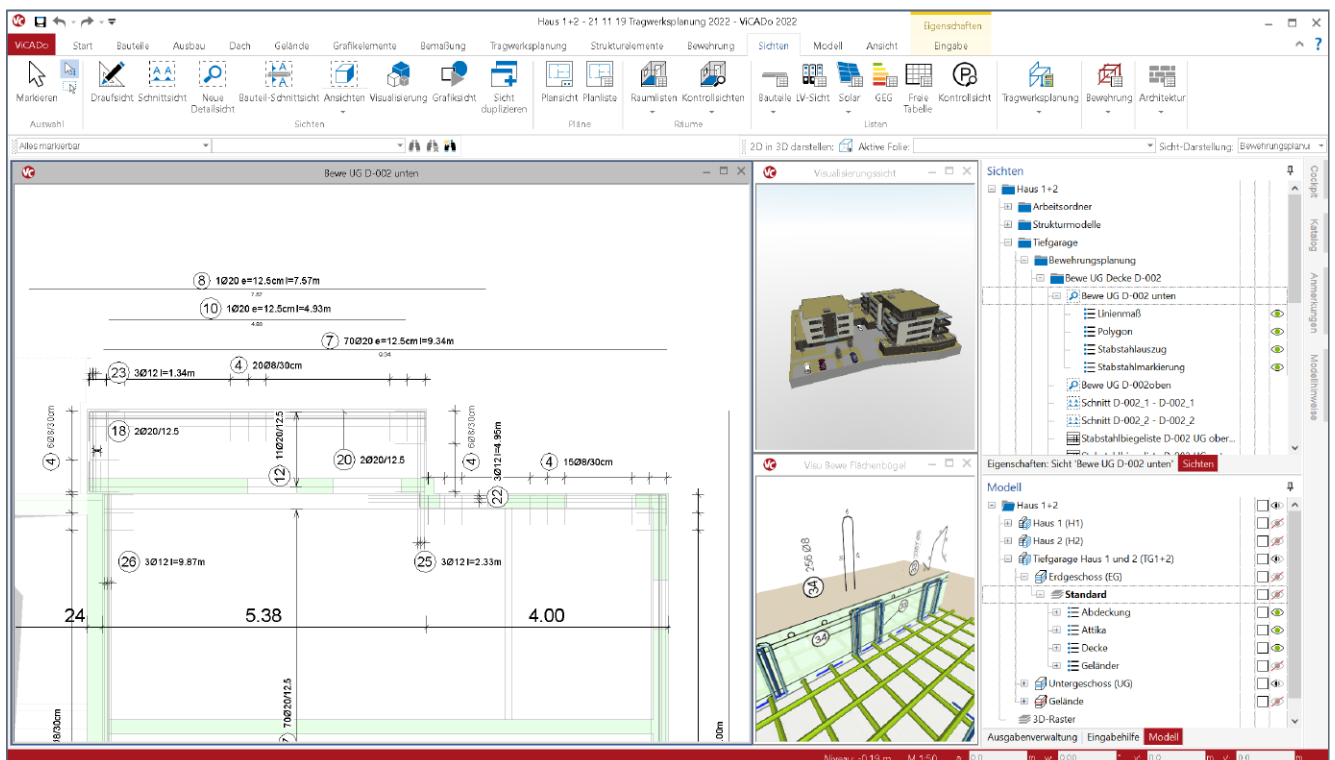 Haus 1+2 - 21 11 19 Tragwerksplanung 2022 - ViCADo 2022
Eigenschaften
ViCADo Start Bauteile Ausbau Dach Gelände Grafikelemente Bemaßung Tragwerksplanung Strukturelemente Bewehrung Sichten Modell Ansicht Eingabe
Markieren Draufsicht Schnittsicht Neue Detailsicht Bauteil-Schnittsicht Ansichten Visualisierung Grafiksicht Sicht duplizieren Plansicht Planliste Raumlisten Kontrollsichten Bauteile LV-Sicht Solar GEG Freie Tabelle Kontrollsicht Tragwerksplanung Bewehrung Architektur
Auswahl Sichten Pläne Räume Listen
Alles markierbar 2D in 3D darstellen: Aktive Folie: Sicht-Darstellung: Bewehrungsplanu
Bewe UG D-002 unten
8 1Ø20 e=12.5cm l=7.57m
10 1Ø20 e=12.5cm l=4.93m
7 70Ø20 e=12.5cm l=9.34m
9.34
23 3Ø12 l=1.34m
4 20Ø8/30cm
4 6Ø8/30cm
18 2Ø20/12.5
12 11Ø20/12.5
20 2Ø20/12.5
4 6Ø8/30cm
22 3Ø12 l=4.95m
4 15Ø8/30cm
26 3Ø12 l=9.87m
25 3Ø12 l=2.33m
24 5.38 4.00
70Ø20/12.5
Visualisierungssicht
Visu Bewe Flächenbügel
34 256 Ø8
34
Sichten
Haus 1+2
Arbeitsordner
Strukturmodelle
Tiefgarage
Bewehrungsplanung
Bewe UG Decke D-002
Bewe UG D-002 unten
Linienmaß
Polygon
Stabstahlauszug
Stabstahlmarkierung
Bewe UG D-002oben
Schnitt D-002_1 - D-002_1
Schnitt D-002_2 - D-002_2
Stabstahlbiegeliste D-002 UG ober...
Eigenschaften: Sicht 'Bewe UG D-002 unten' Sichten
Modell
Haus 1+2
Haus 1 (H1)
Haus 2 (H2)
Tiefgarage Haus 1 und 2 (TG1+2)
Erdgeschoss (EG)
Standard
Abdeckung
Attika
Decke
Geländer
Untergeschoss (UG)
Gelände
3D-Raster
Ausgabenverwaltung Eingabehilfe Modell
Cockpit
Katalog
Anmerkungen
Modellhinweise
Niveau: -0.19 m M 1:50